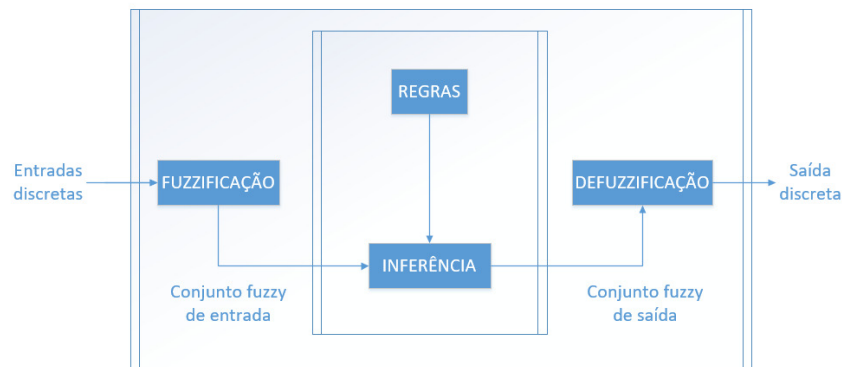 REGRAS
Entradas
discretas
FUZZIFICAÇÃO
DEFUZZIFICAÇÃO
Saída
discreta
INFERÊNCIA
Conjunto fuzzy
de entrada
Conjunto fuzzy
de saída